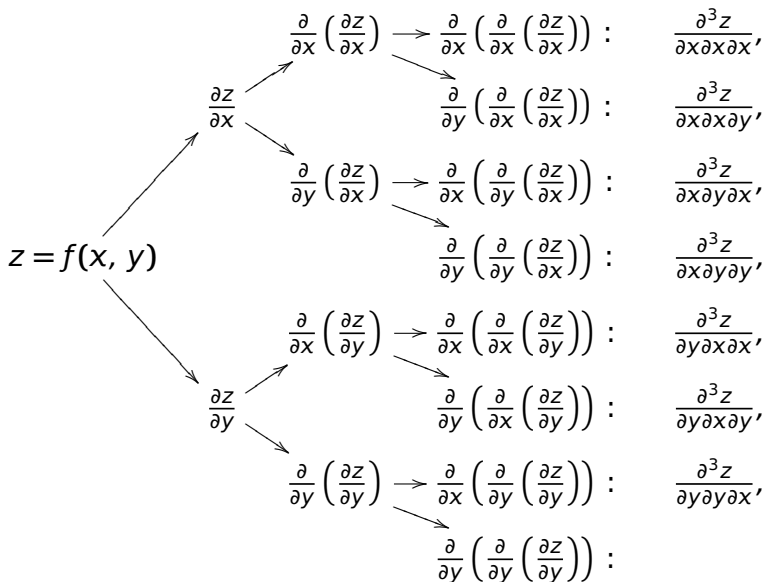 ∂/∂x (∂z/∂x) → ∂/∂x (∂/∂x (∂z/∂x)) : ∂³z/∂x∂x∂x,
∂z/∂x ∂/∂y (∂/∂x (∂z/∂x)) : ∂³z/∂x∂x∂y,
∂/∂y (∂z/∂x) → ∂/∂x (∂/∂y (∂z/∂x)) : ∂³z/∂x∂y∂x,
z = f(x, y) ∂/∂y (∂/∂y (∂z/∂x)) : ∂³z/∂x∂y∂y,
∂/∂x (∂z/∂y) → ∂/∂x (∂/∂x (∂z/∂y)) : ∂³z/∂y∂x∂x,
∂z/∂y ∂/∂y (∂/∂x (∂z/∂y)) : ∂³z/∂y∂x∂y,
∂/∂y (∂z/∂y) → ∂/∂x (∂/∂y (∂z/∂y)) : ∂³z/∂y∂y∂x,
∂/∂y (∂/∂y (∂z/∂y)) :